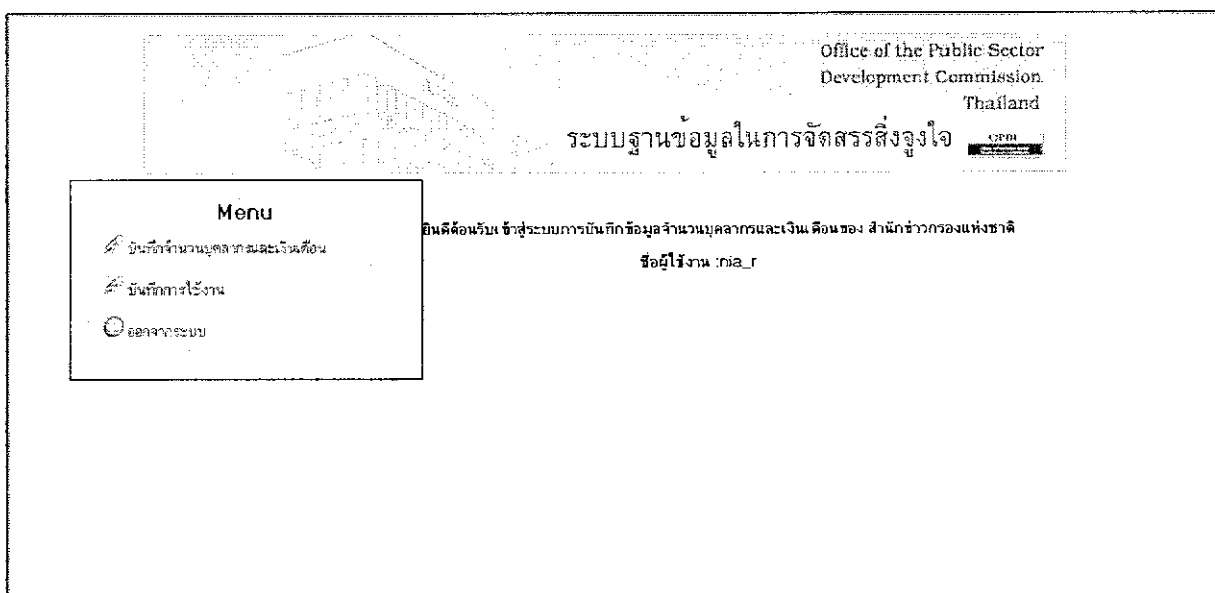 Office of the Public Sector
Development Commission
Thailand
ระบบฐานข้อมูลในการจัดสรรสิ่งจูงใจ
Menu
บันทึกจำนวนบุคลากรและเงินเดือน
บันทึกการใช้งาน
ออกจากระบบ
ยินดีต้อนรับเข้าสู่ระบบการบันทึกข้อมูลจำนวนบุคลากรและเงินเดือนของ สำนักข่าวกรองแห่งชาติ
ชื่อผู้ใช้งาน :nia_r